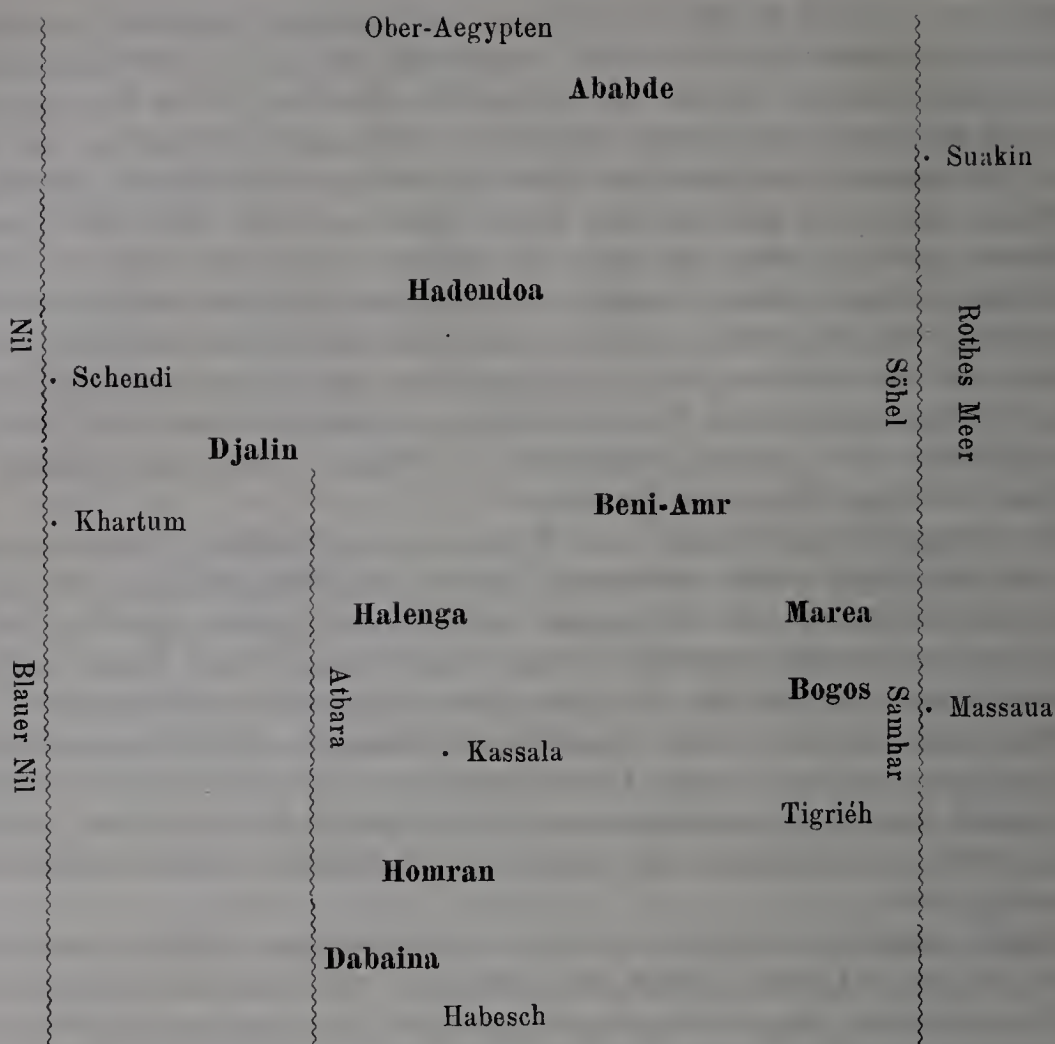 Ober-Aegypten
Ababde
Suakin
Hadendoa
Nil
Rothes Meer
Söhel
Schendi
Djalin
Beni-Amr
Khartum
Halenga
Marea
Blauer Nil
Atbara
Bogos
Samhar
Massaua
Kassala
Tigriéh
Homran
Dabaina
Habesch